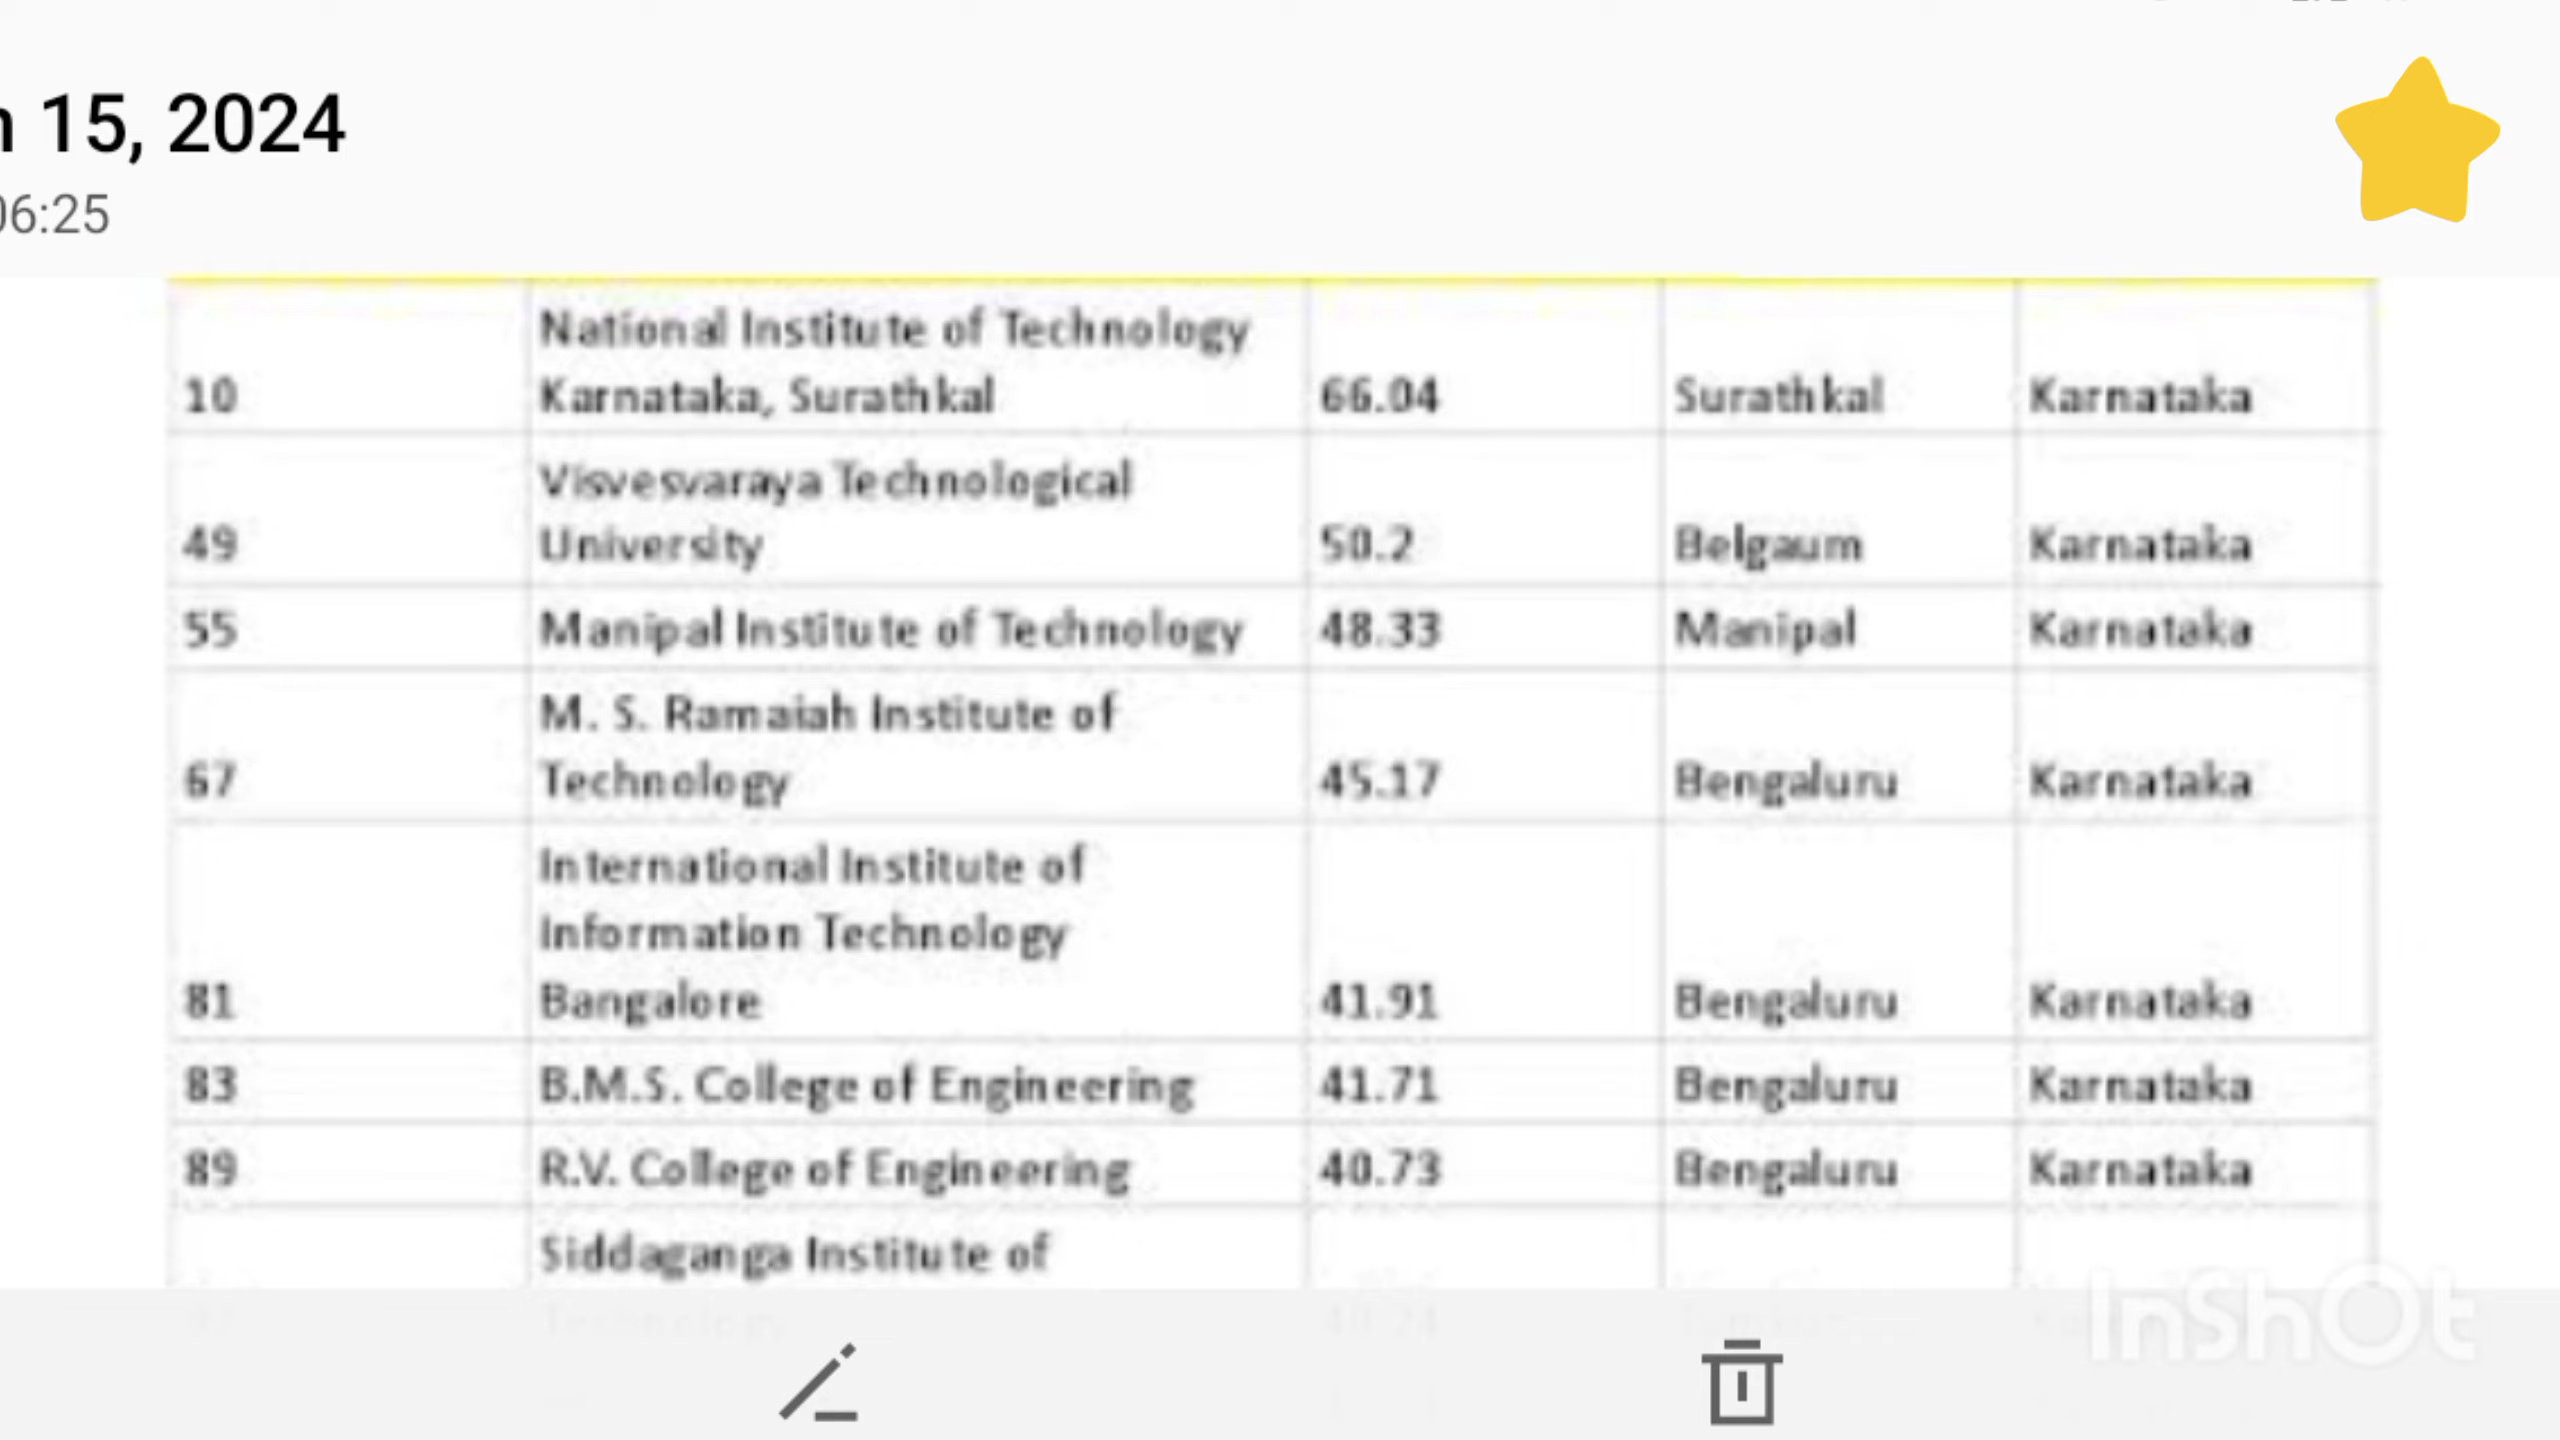 15, 2024
06:25
National Institute of Technology
10 Karnataka, Surathkal 66.04 Surathkal Karnataka
Visvesvaraya Technological
49 University 50.2 Belgaum Karnataka
55 Manipal Institute of Technology 48.33 Manipal Karnataka
M. S. Ramaiah Institute of
67 Technology 45.17 Bengaluru Karnataka
International Institute of
Information Technology
81 Bangalore 41.91 Bengaluru Karnataka
83 B.M.S. College of Engineering 41.71 Bengaluru Karnataka
89 R.V. College of Engineering 40.73 Bengaluru Karnataka
Siddaganga Institute of
Technology 40.24
InShOt